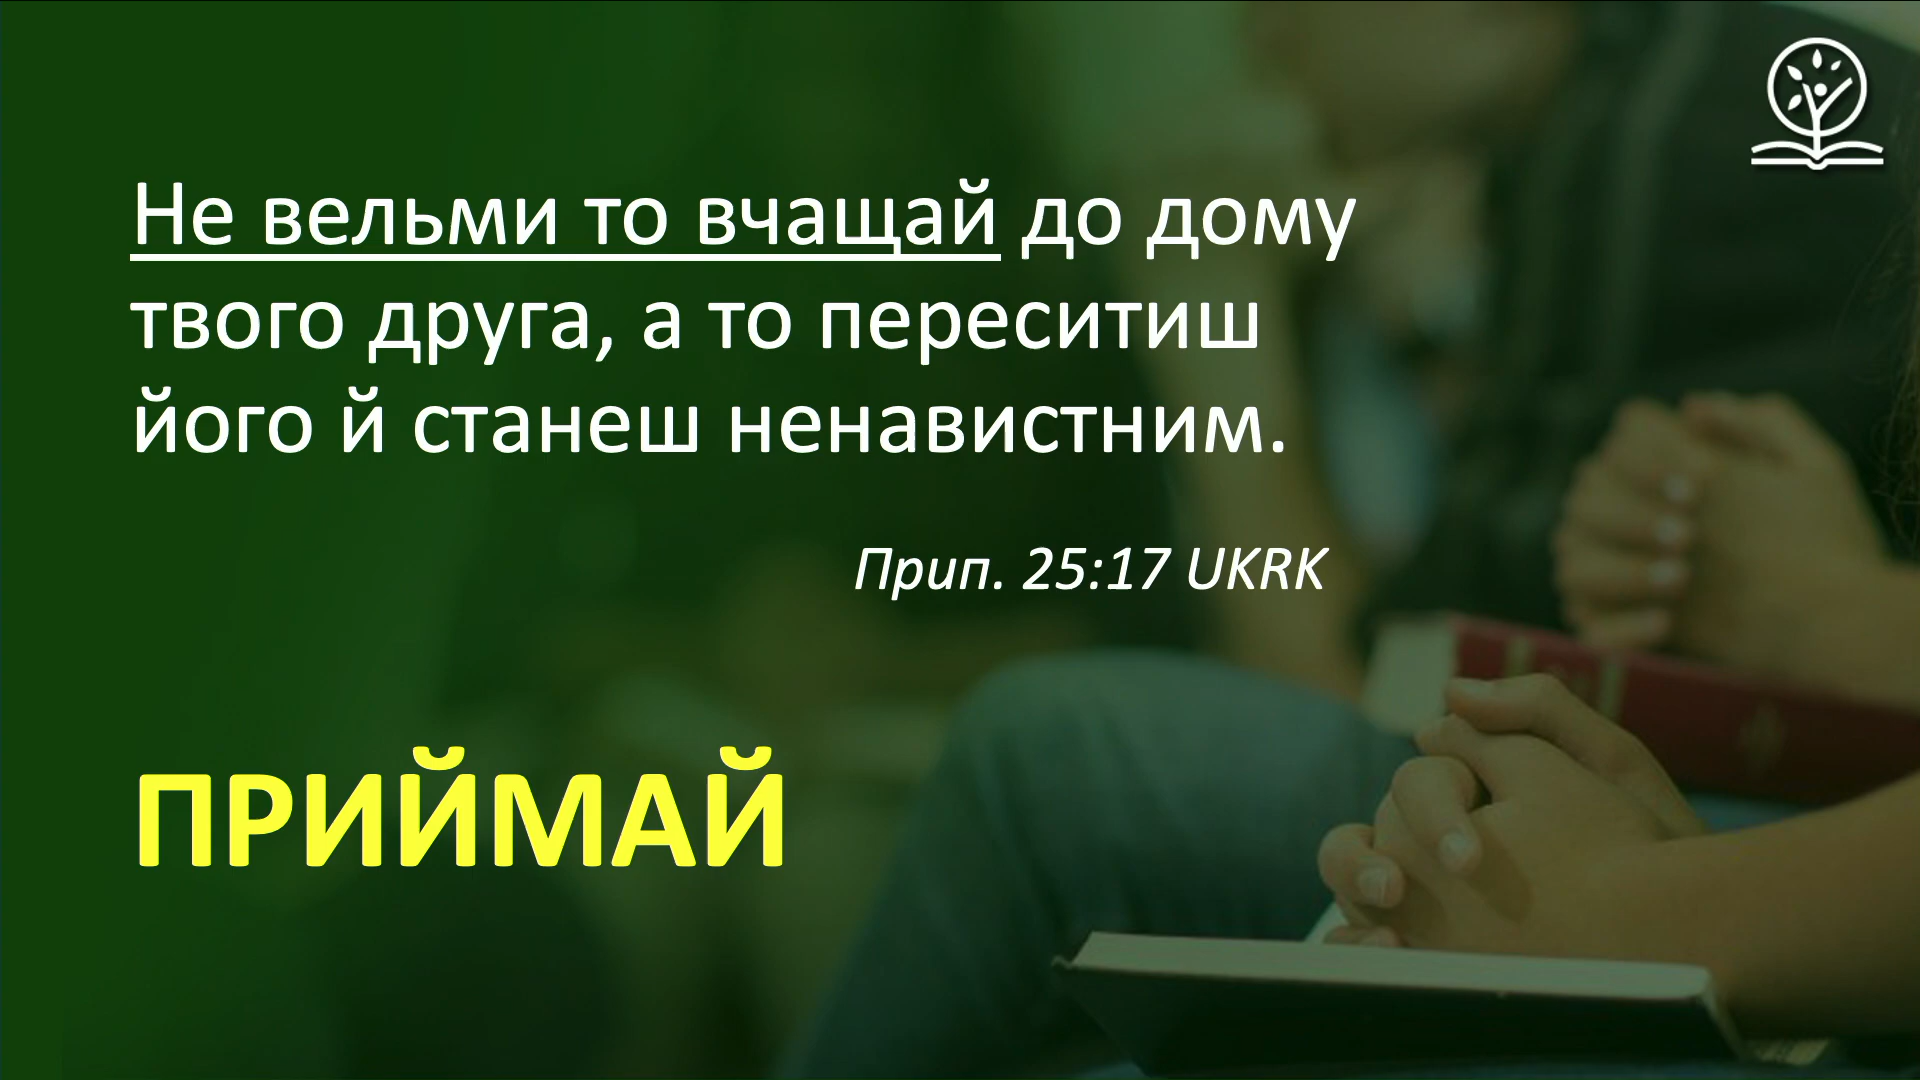 Не вельми то вчащай до дому
твого друга, а то переситиш
його й станеш ненавистним.
Прип. 25:17 UKRK
ПРИЙМАЙ